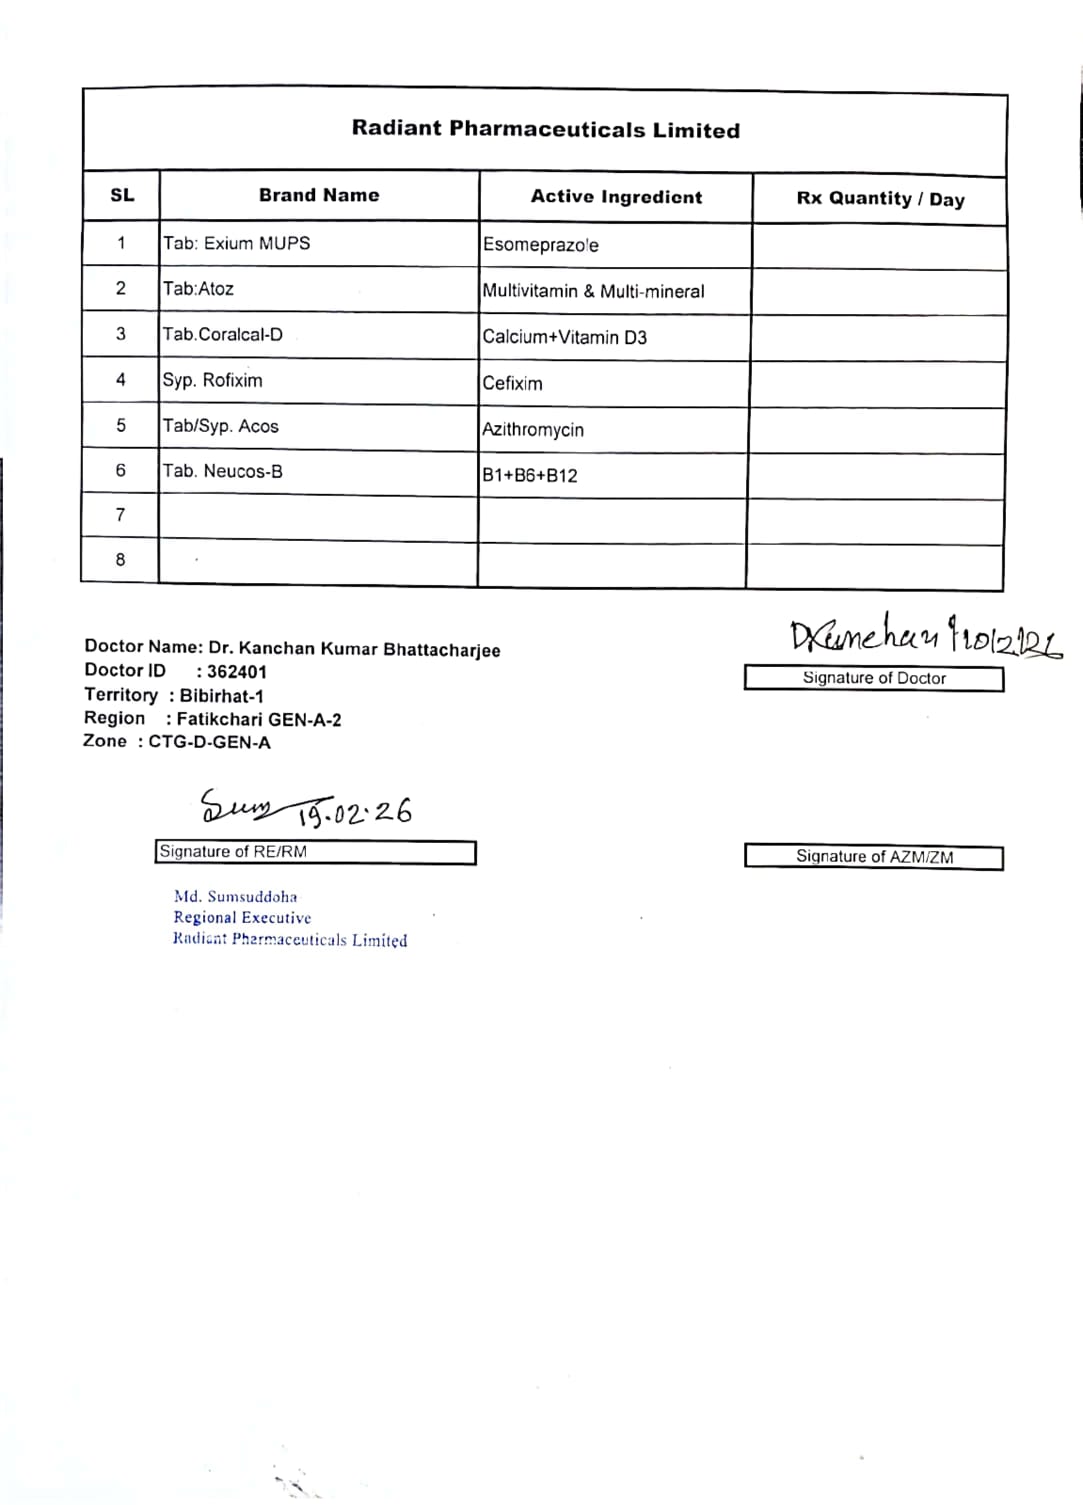 Radiant Pharmaceuticals Limited
SL Brand Name Active Ingredient Rx Quantity / Day
1 Tab: Exium MUPS Esomeprazole
2 Tab:Atoz Multivitamin & Multi-mineral
3 Tab.Coralcal-D Calcium+Vitamin D3
4 Syp. Rofixim Cefixim
5 Tab/Syp. Acos Azithromycin
6 Tab. Neucos-B B1+B6+B12
7
8
Signature of Doctor
Doctor Name: Dr. Kanchan Kumar Bhattacharjee
Doctor ID : 362401
Territory : Bibirhat-1
Region : Fatikchari GEN-A-2
Zone : CTG-D-GEN-A
19.02.26
Signature of RE/RM
Signature of AZM/ZM
Md. Sumsuddoha
Regional Executive
Radiant Pharmaceuticals Limited